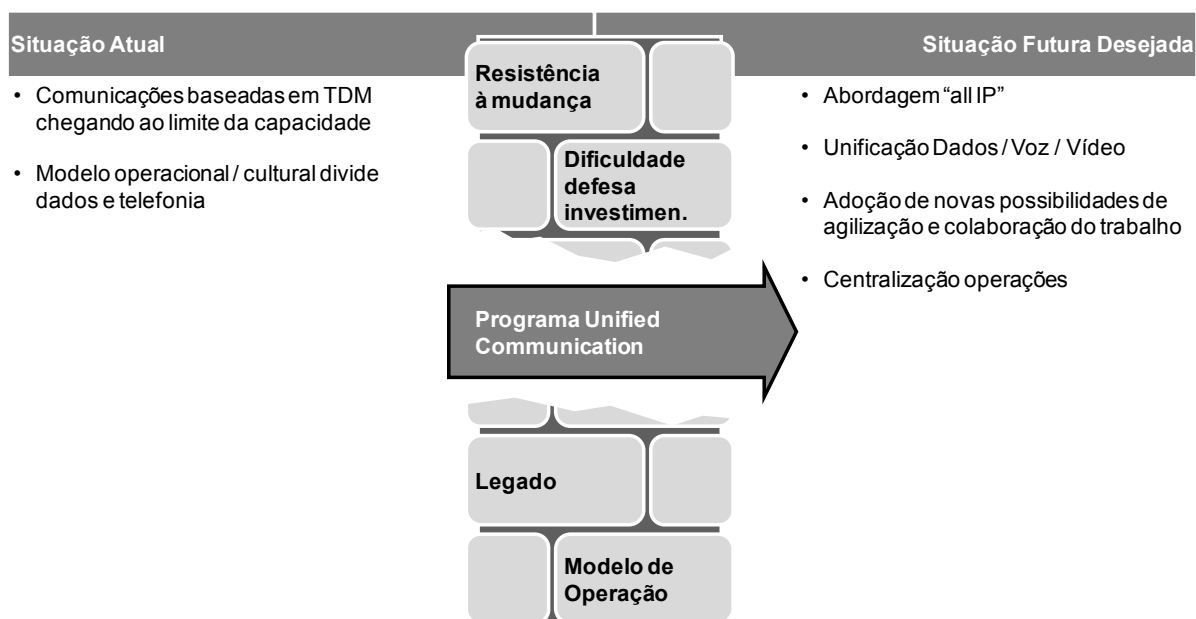 Situação Atual
• Comunicações baseadas em TDM
chegando ao limite da capacidade
• Modelo operacional / cultural divide
dados e telefonia
Resistência
à mudança
Dificuldade
defesa
investimen.
Programa Unified
Communication
Legado
Modelo de
Operação
Situação Futura Desejada
• Abordagem “all IP”
• Unificação Dados / Voz / Vídeo
• Adoção de novas possibilidades de
agilização e colaboração do trabalho
• Centralização operações